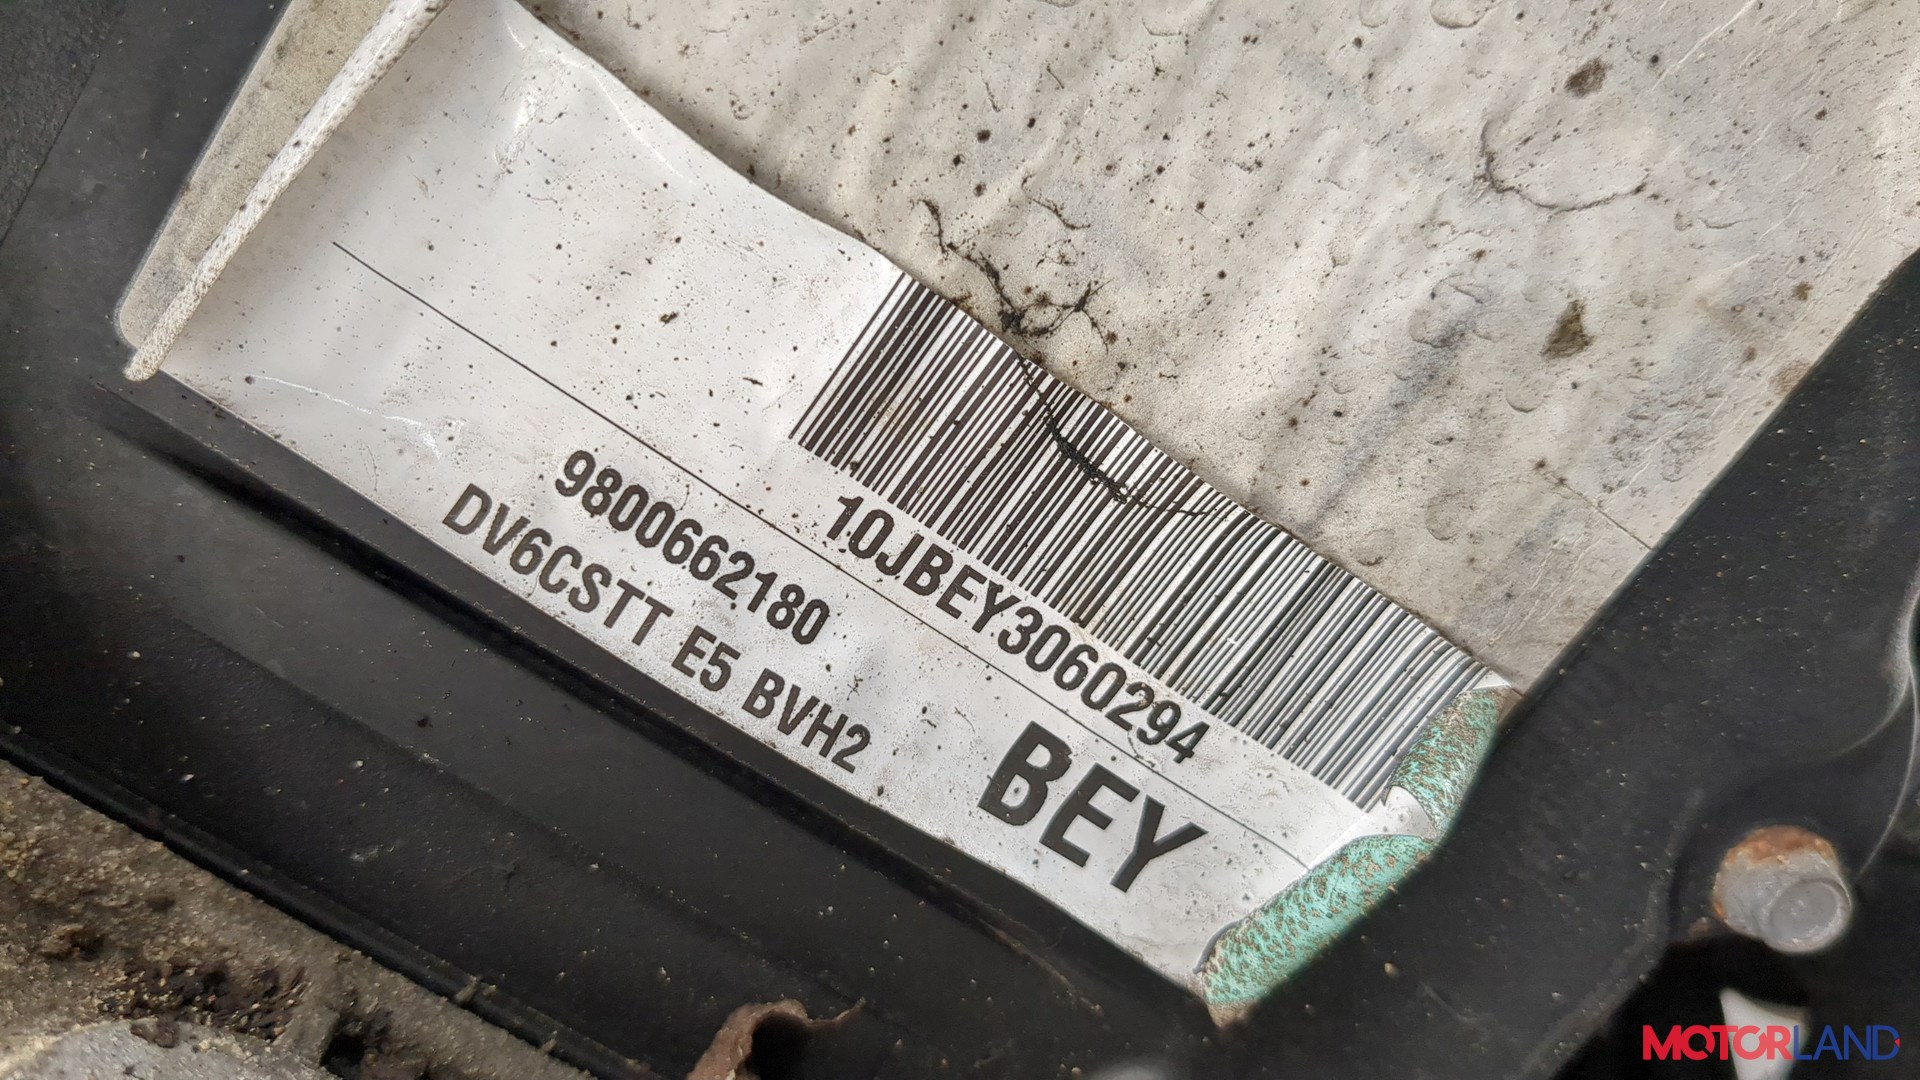 10JBEY3060294
9800662180
DV6CSTT E5 BVH2
BEY
MOTORLAND